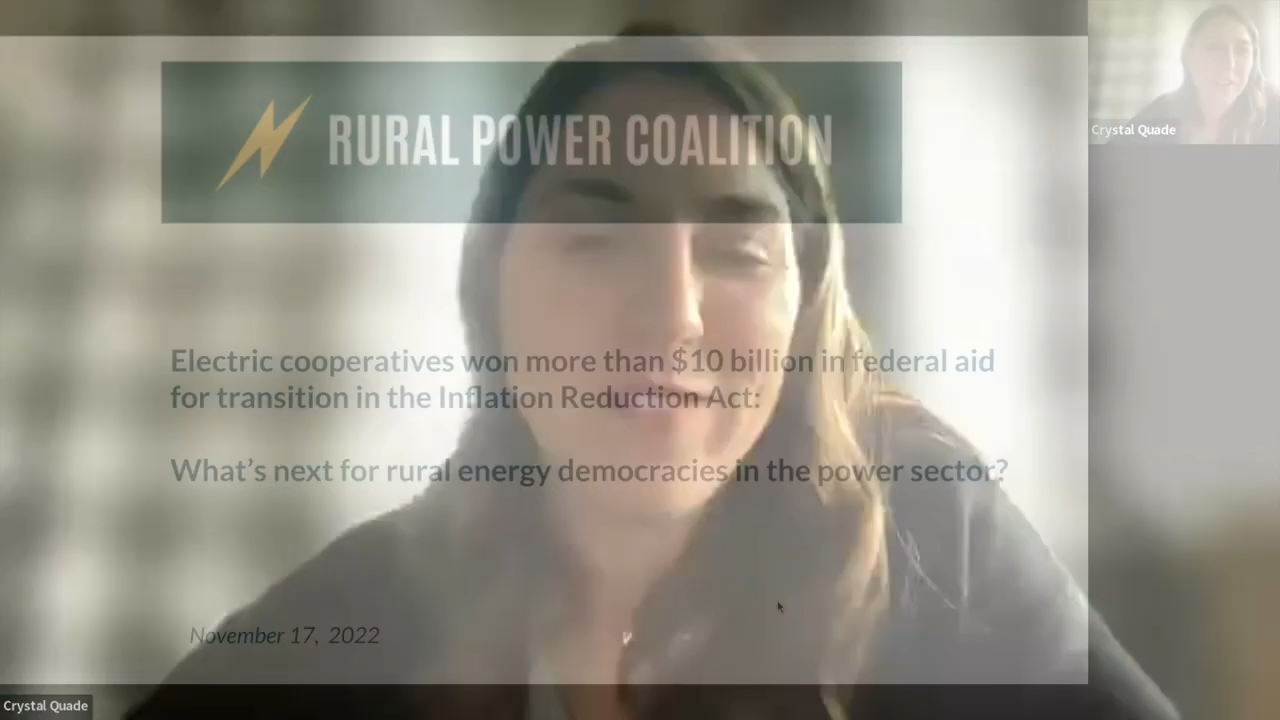 RURAL POWER COALITION
Crystal Quade
Electric cooperatives won more than $10 billion in federal aid
for transition in the Inflation Reduction Act:
What’s next for rural energy democracies in the power sector?
November 17, 2022
Crystal Quade